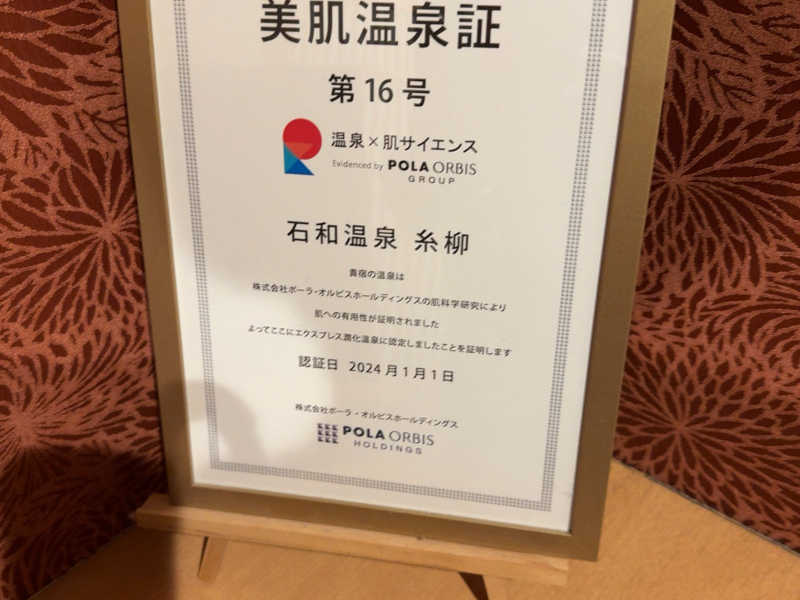 美肌温泉証
第16号
温泉×肌サイエンス
Evidenced by POLA ORBIS
GROUP
石和温泉 糸柳
貴宿の温泉は
株式会社ポーラ・オルビスホールディングスの肌科学研究により
肌への有用性が証明されました
よってここにエクスプレス潤化温泉に認定しましたことを証明します
認証日 2024月1月1日
株式会社ポーラ・オルビスホールディングス
POLA ORBIS
HOLDINGS